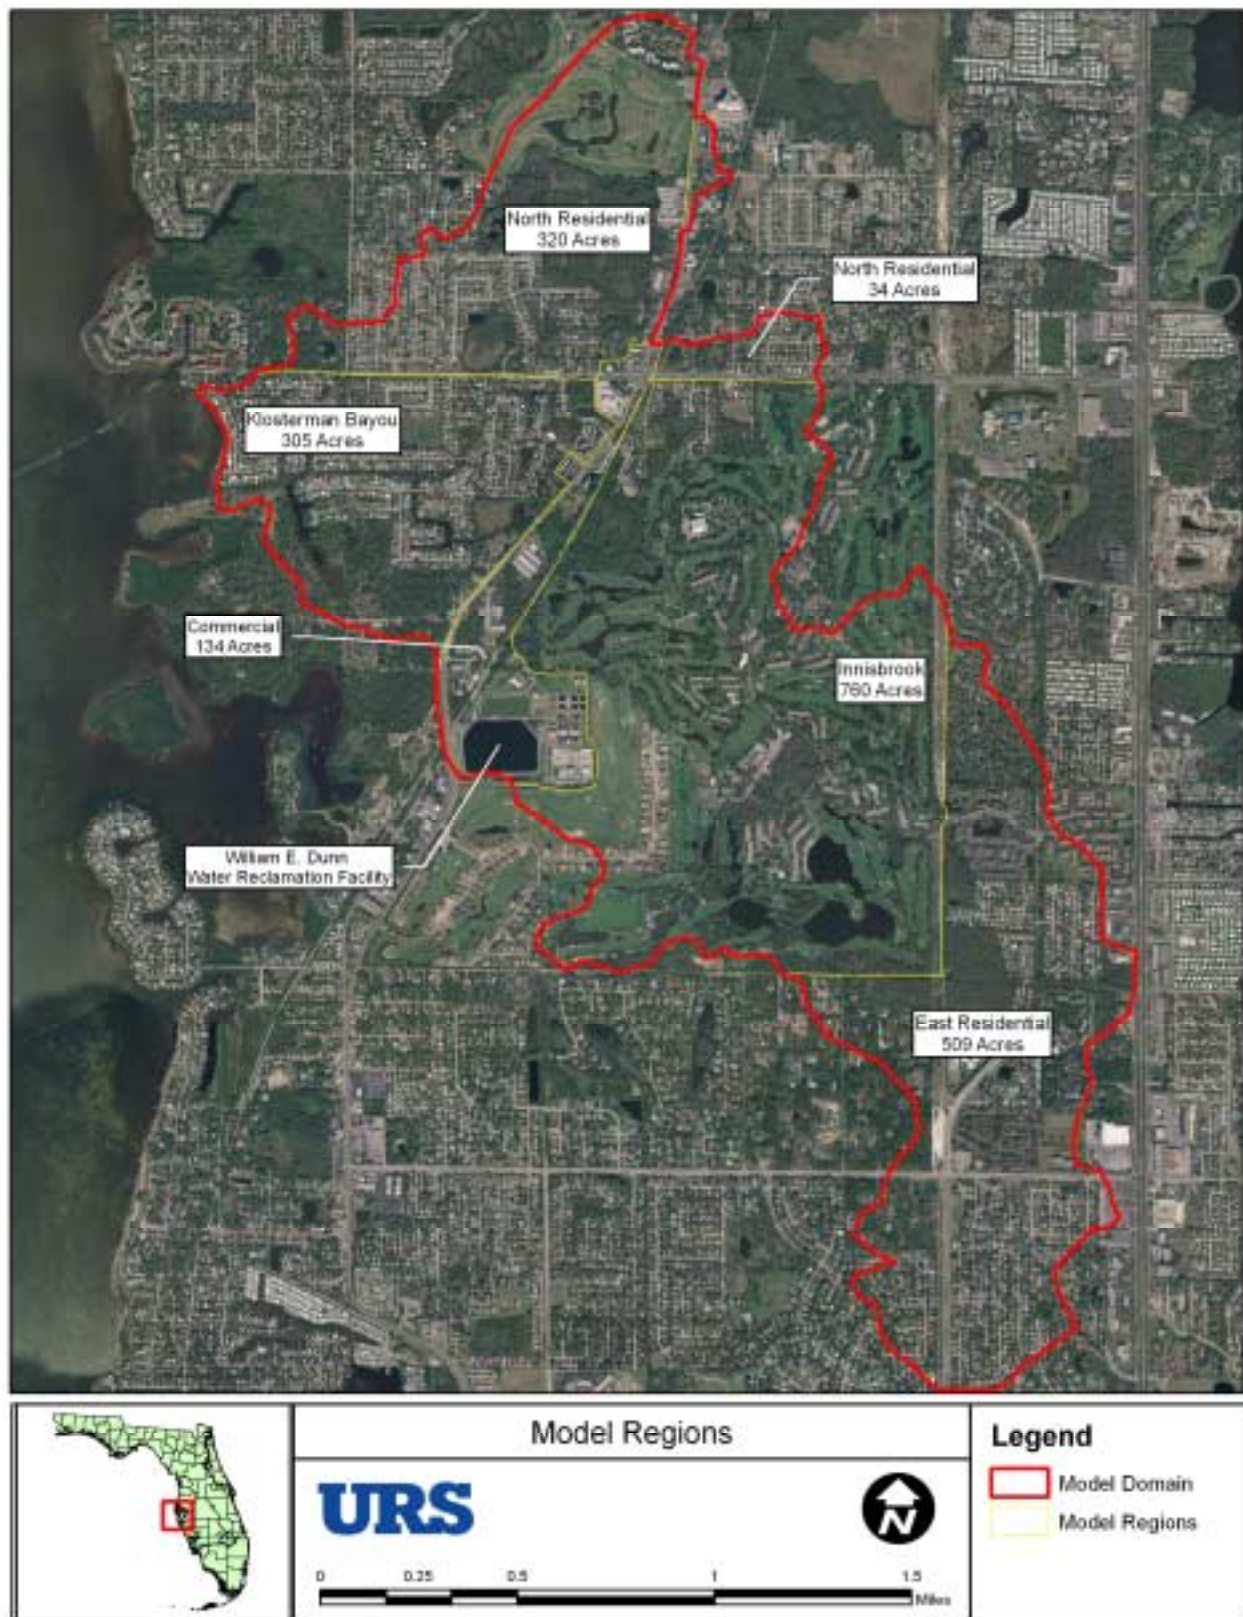 North Residential
320 Acres
North Residential
34 Acres
Klosterman Bayou
305 Acres
Commercial
134 Acres
Innisbrook
760 Acres
William E. Dunn
Water Reclamation Facility
East Residential
509 Acres
Model Regions
URS
N
0 0.25 0.5 1 1.5
Miles
Legend
Model Domain
Model Regions